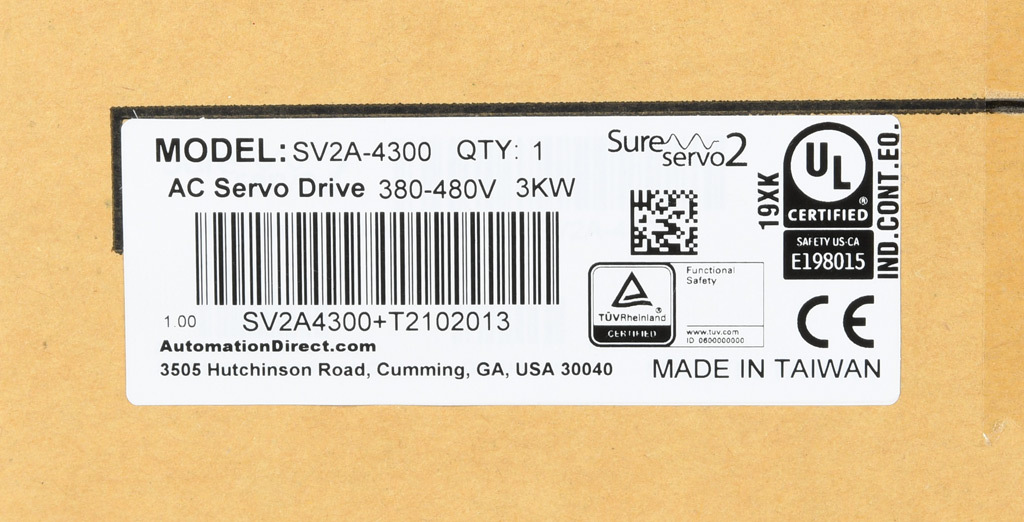 MODEL: SV2A-4300 QTY: 1
AC Servo Drive 380-480V 3KW
SV2A4300+T2102013
1.00
AutomationDirect.com
3505 Hutchinson Road, Cumming, GA, USA 30040
Sure
servo2
19XK
UL
®
CERTIFIED
SAFETY US-CA
E198015
IND.CONT.EQ.
TÜVRheinland®
CERTIFIED
Functional
Safety
www.tuv.com
ID 0600000000
CE
MADE IN TAIWAN